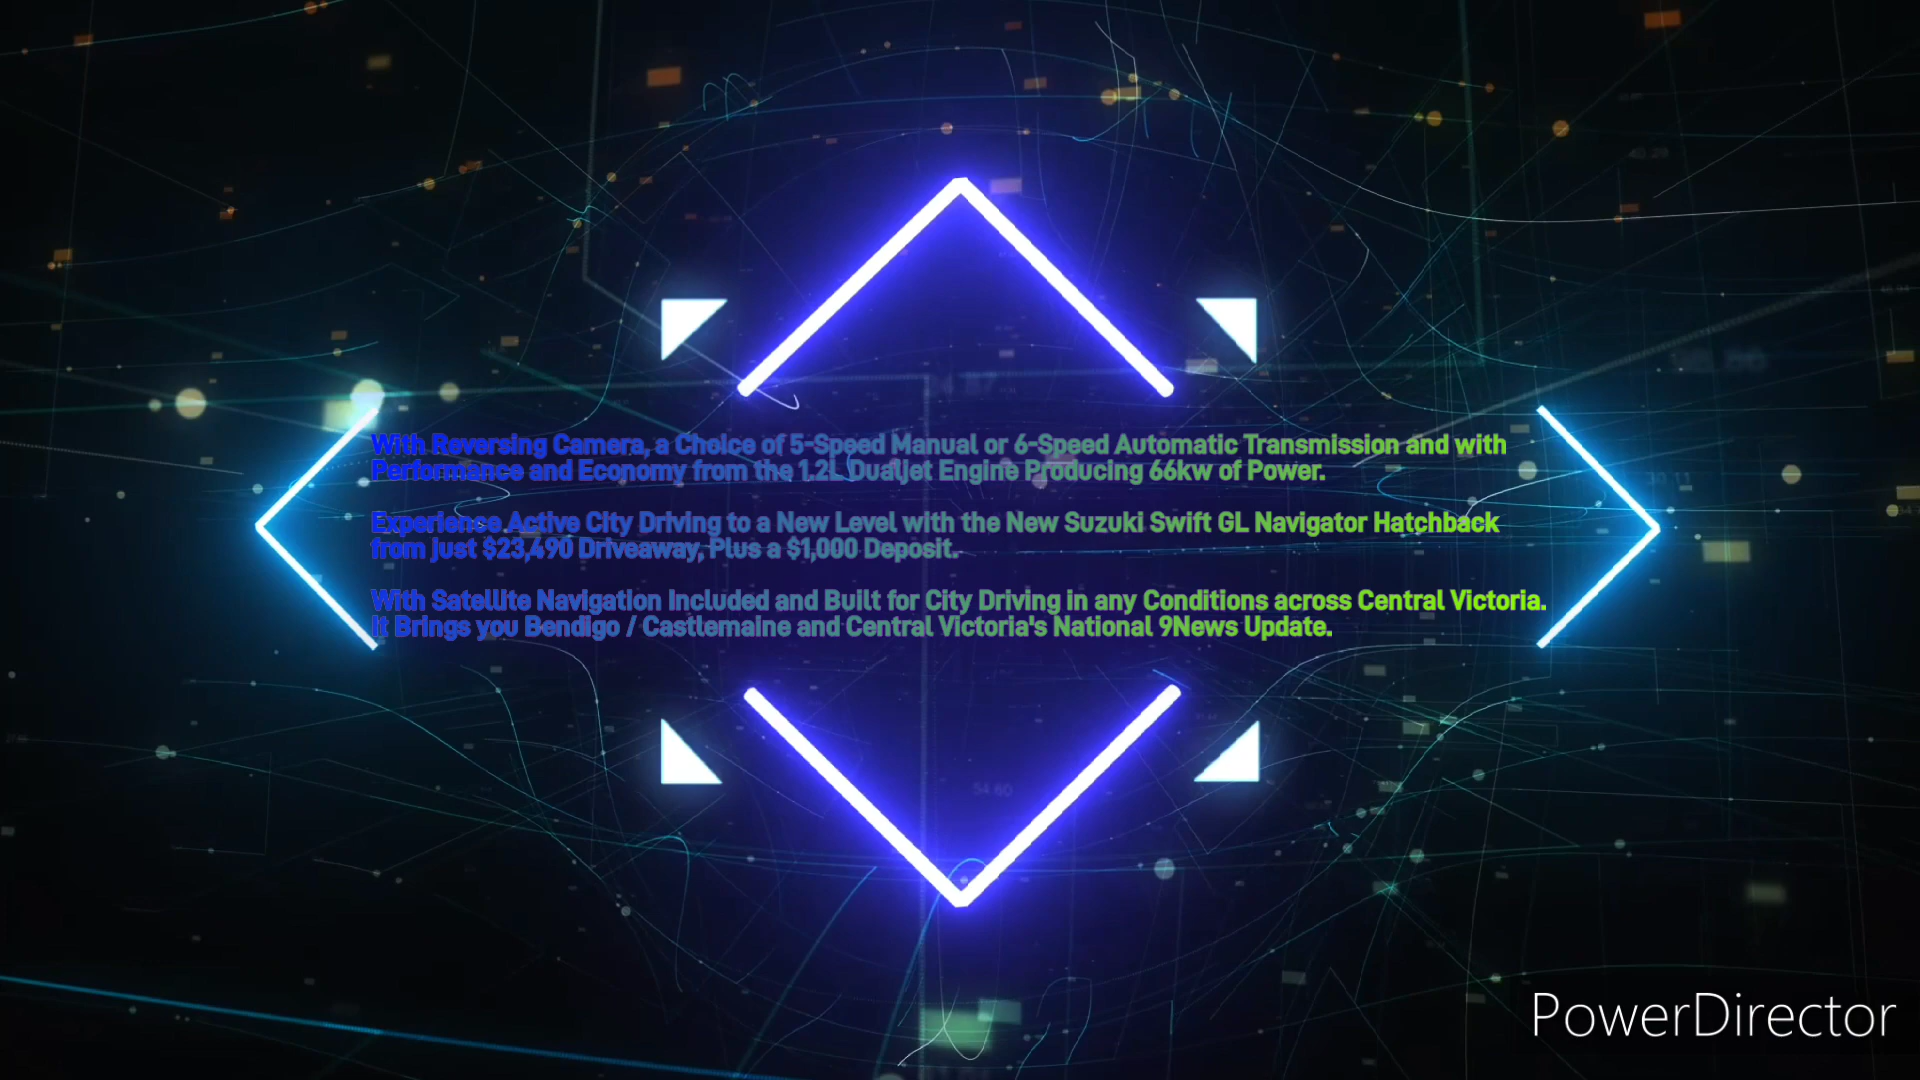 With Reversing Camera, a Choice of 5-Speed Manual or 6-Speed Automatic Transmission and with
Performance and Economy from the 1.2L Dualjet Engine Producing 66kw of Power.
Experience Active City Driving to a New Level with the New Suzuki Swift GL Navigator Hatchback
from just $23,490 Driveaway, Plus a $1,000 Deposit.
With Satellite Navigation Included and Built for City Driving in any Conditions across Central Victoria.
It Brings you Bendigo / Castlemaine and Central Victoria's National 9News Update.
54.60
PowerDirector